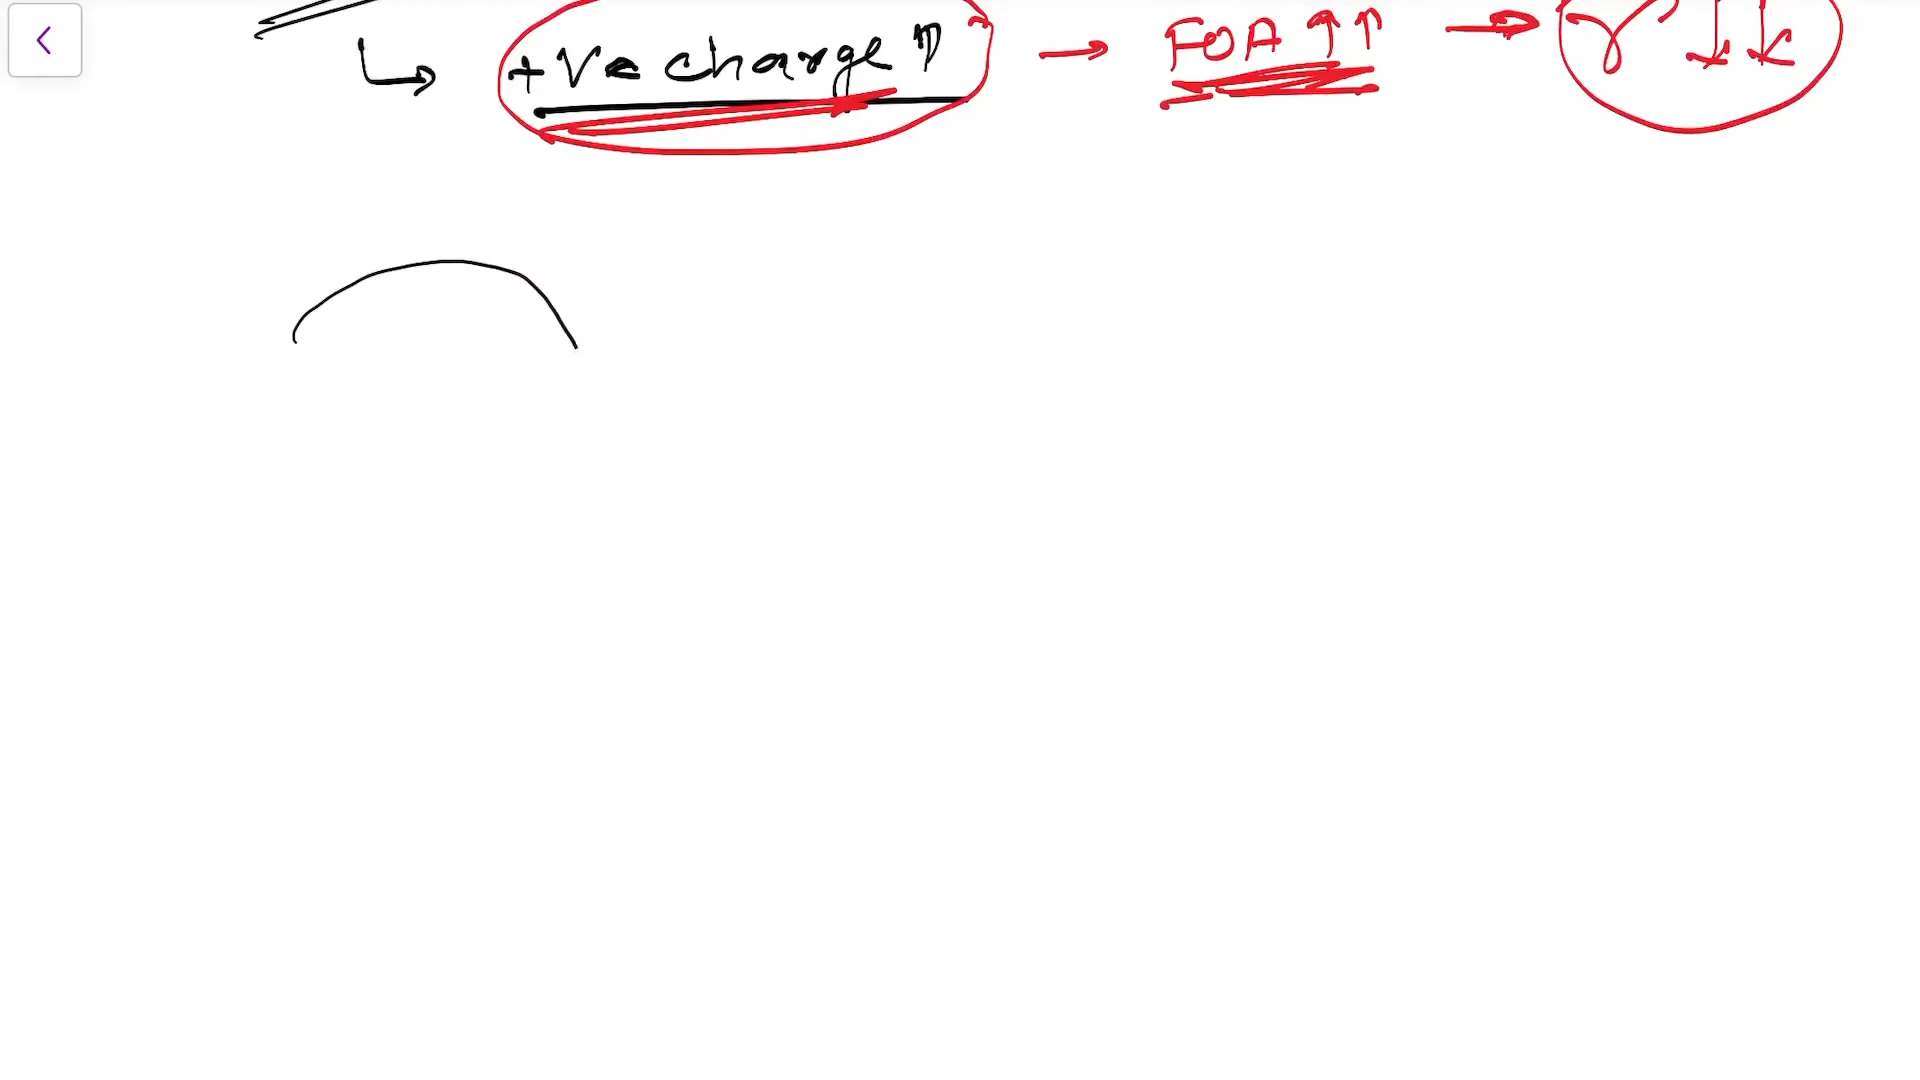 ↳ +ve charge ↑ → FOA ↑↑ → r ↓↓